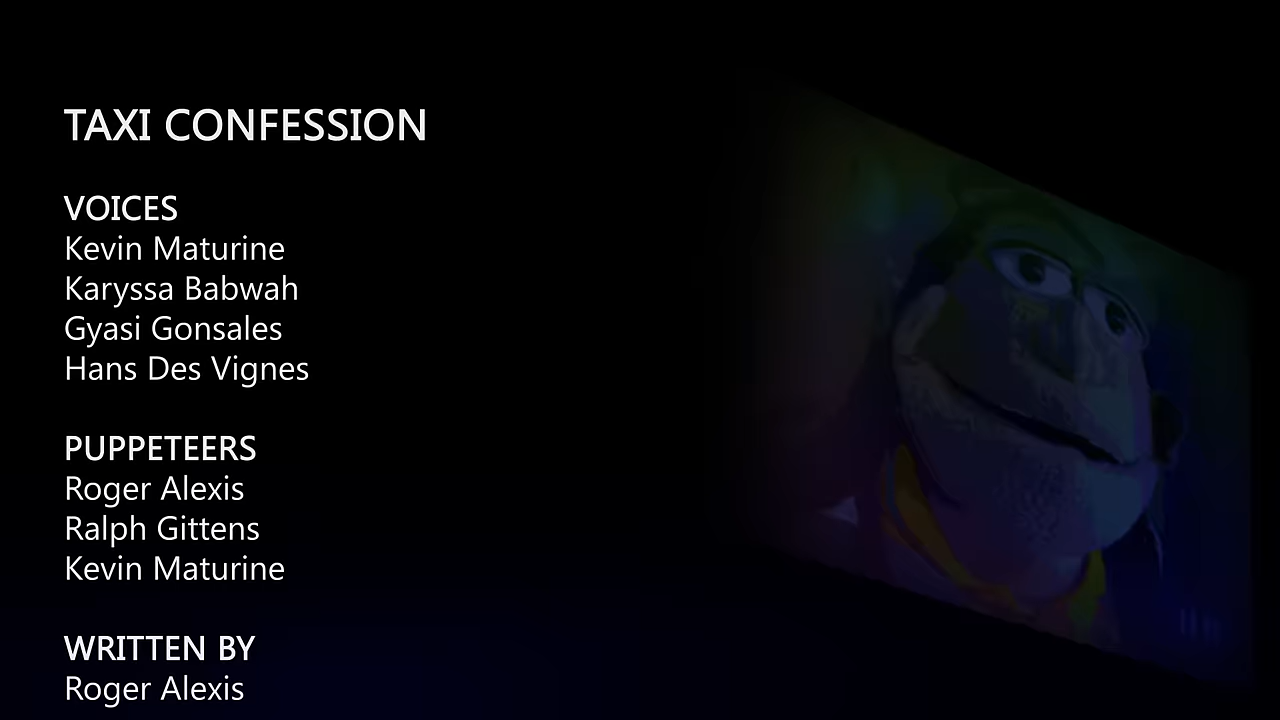 TAXI CONFESSION
VOICES
Kevin Maturine
Karyssa Babwah
Gyasi Gonsales
Hans Des Vignes
PUPPETEERS
Roger Alexis
Ralph Gittens
Kevin Maturine
WRITTEN BY
Roger Alexis